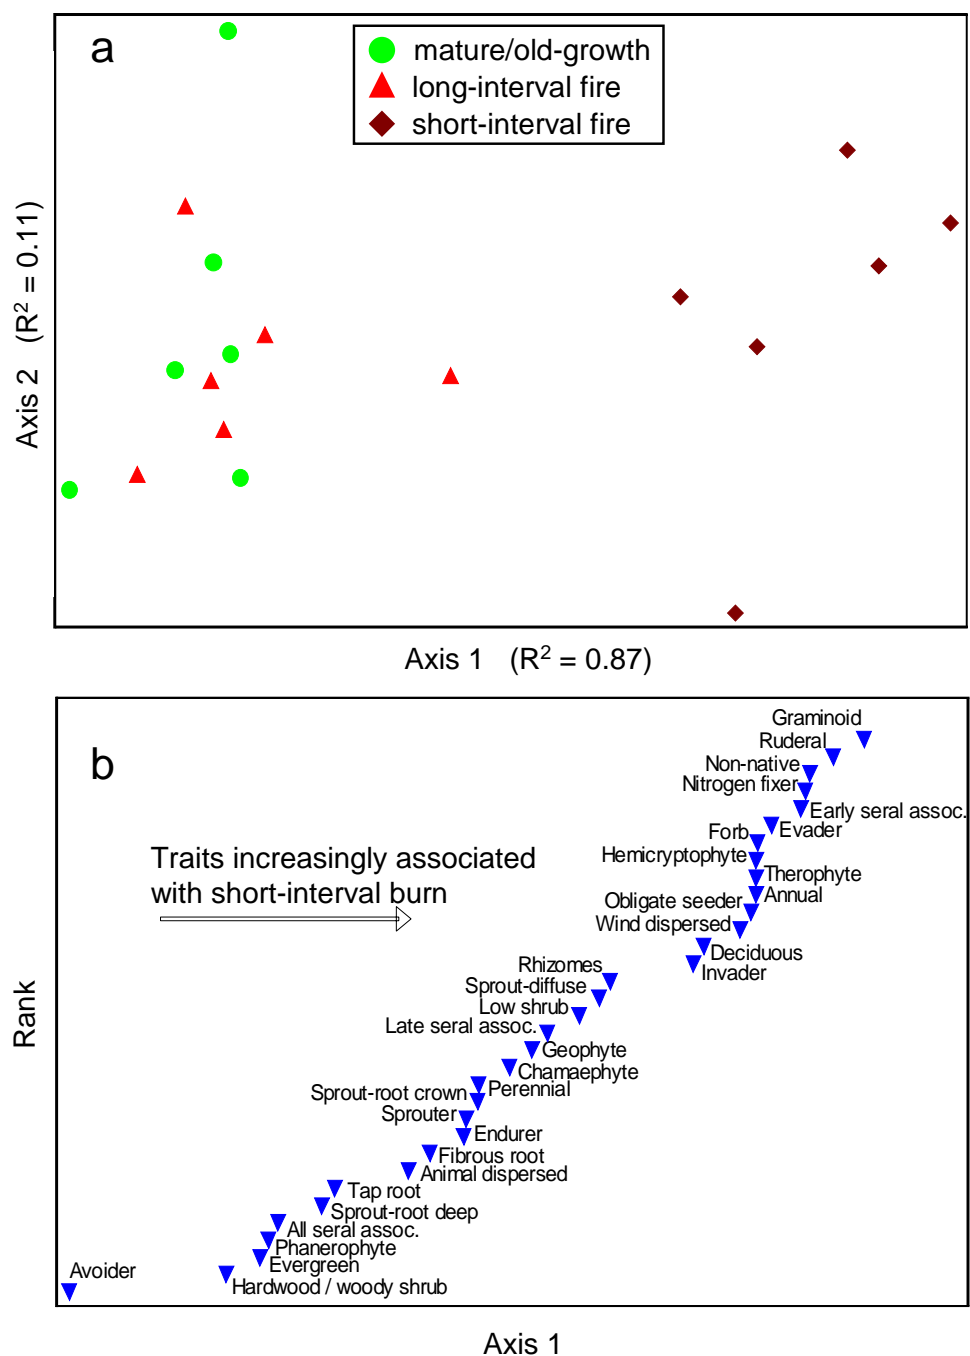 a
mature/old-growth
long-interval fire
short-interval fire
Axis 2 (R² = 0.11)
Axis 1 (R² = 0.87)
b
Graminoid
Ruderal
Non-native
Nitrogen fixer
Early seral assoc.
Evader
Forb
Hemicryptophyte
Therophyte
Annual
Obligate seeder
Wind dispersed
Deciduous
Invader
Traits increasingly associated
with short-interval burn
Rhizomes
Sprout-diffuse
Low shrub
Late seral assoc.
Geophyte
Chamaephyte
Perennial
Sprout-root crown
Sprouter
Endurer
Fibrous root
Animal dispersed
Tap root
Sprout-root deep
All seral assoc.
Phanerophyte
Evergreen
Hardwood / woody shrub
Avoider
Rank
Axis 1